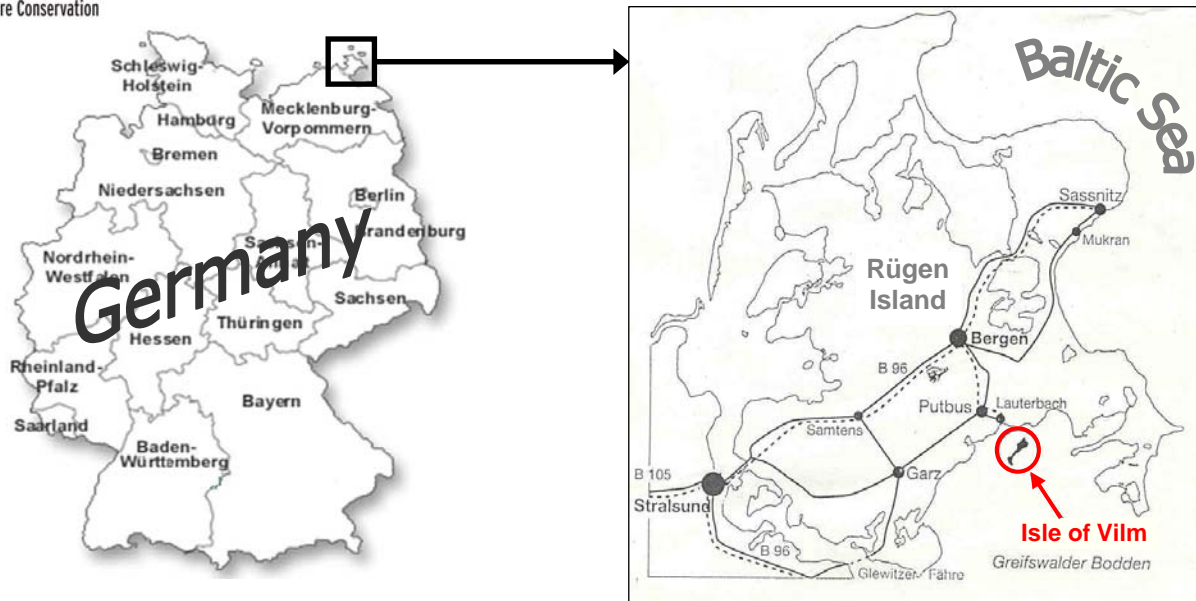 re Conservation
Schleswig-
Holstein
Hamburg
Mecklenburg-
Vorpommern
Bremen
Niedersachsen
Berlin
Brandenburg
Sachsen-
Anhalt
Nordrhein-
Westfalen
Germany
Sachsen
Thüringen
Hessen
Rheinland-
Pfalz
Saarland
Bayern
Baden-
Württemberg
Baltic Sea
Sassnitz
Mukran
Rügen
Island
Bergen
B 96
Putbus
Lauterbach
Samtens
B 105
Garz
Stralsund
Isle of Vilm
B 96
Greifswalder Bodden
Glewitzer Fähre